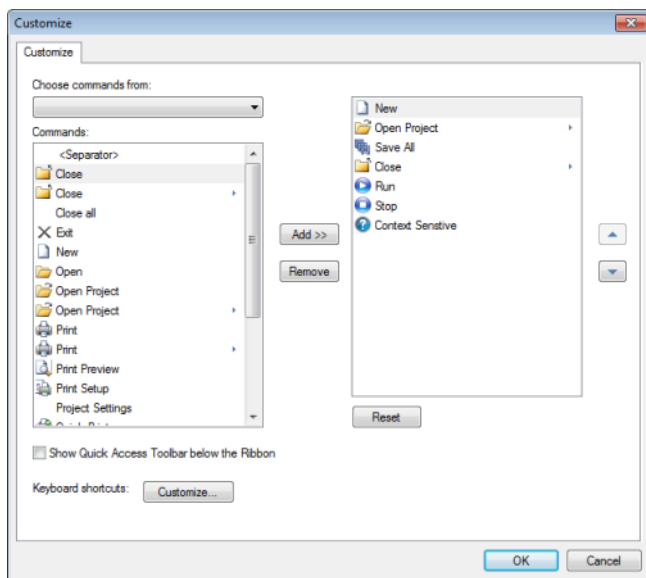 Customize
Customize
Choose commands from:
Commands:
<Separator>
Close
Close
Close all
Exit
New
Open
Open Project
Open Project
Print
Print
Print Preview
Print Setup
Project Settings
Add >>
Remove
New
Open Project
Save All
Close
Run
Stop
Context Senstive
Reset
Show Quick Access Toolbar below the Ribbon
Keyboard shortcuts:
Customize...
OK
Cancel